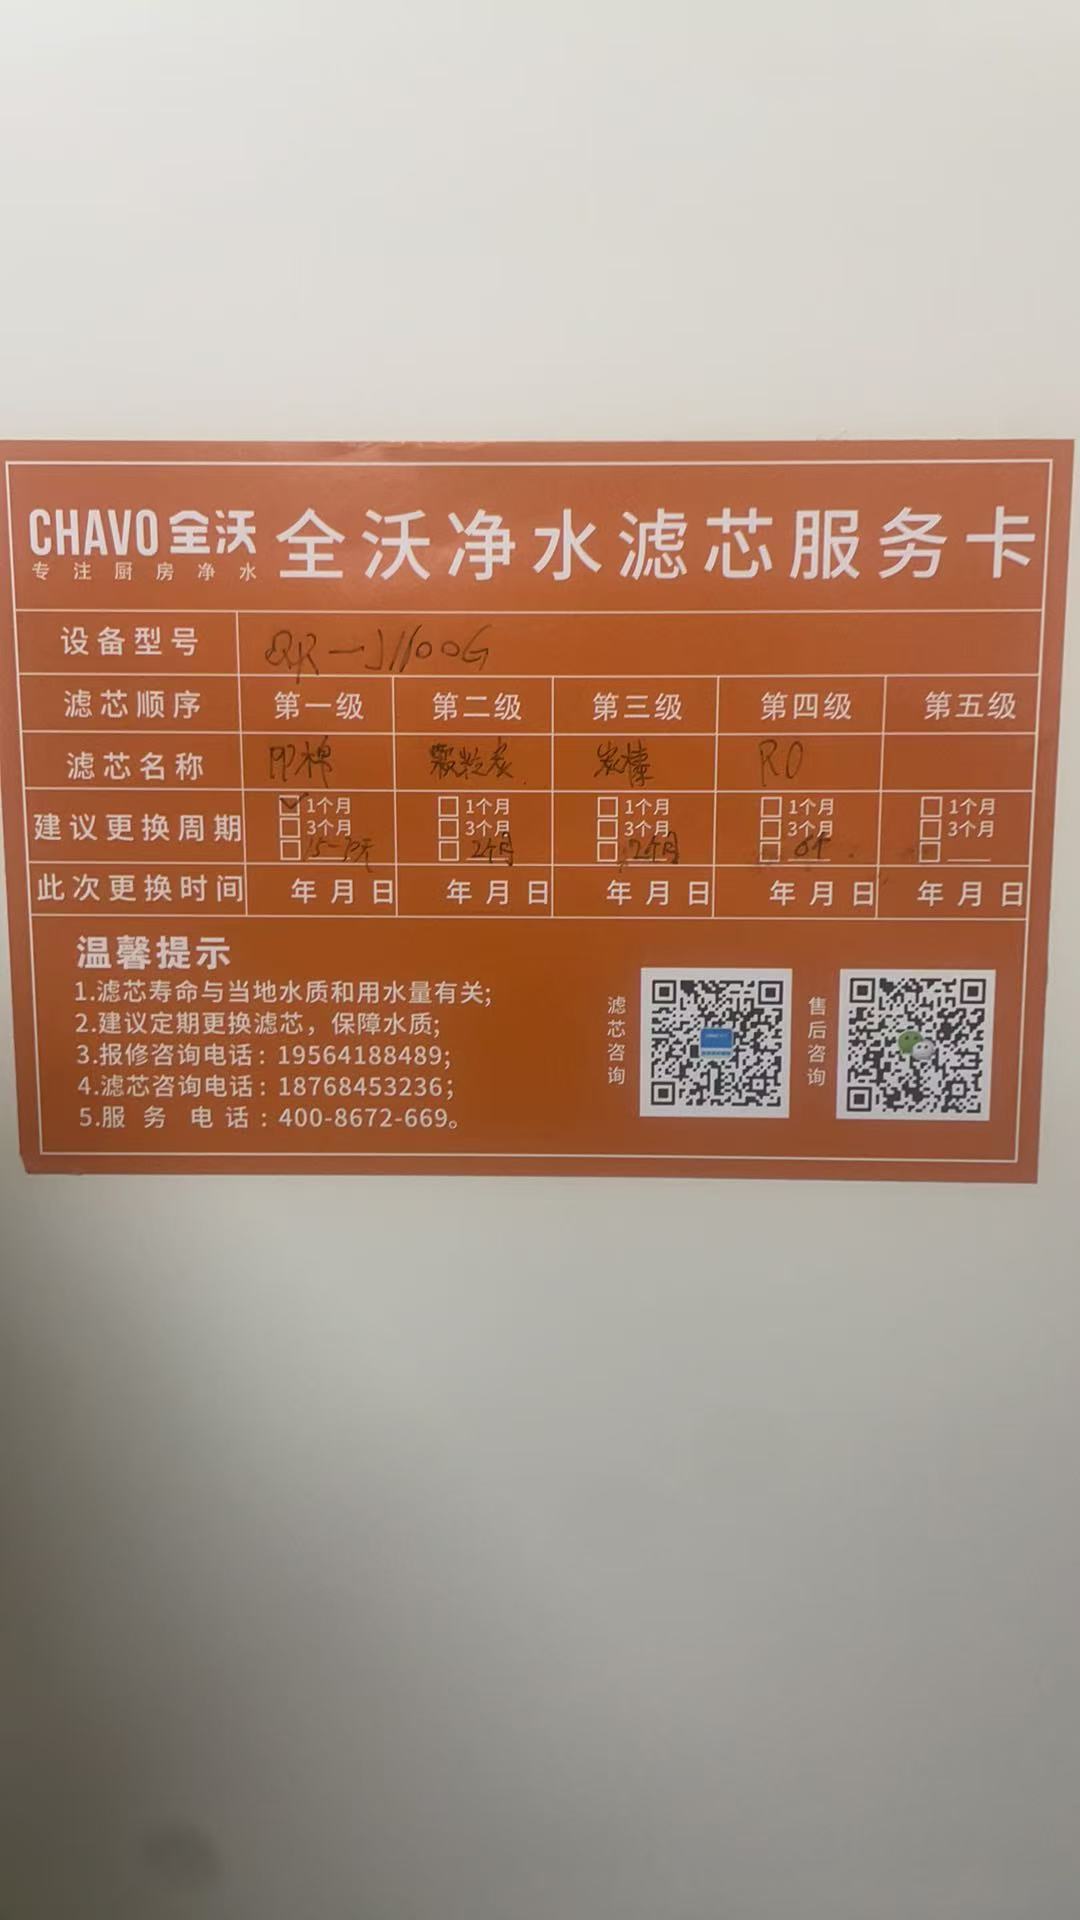 CHAVO 全沃 全沃净水滤芯服务卡
专注厨房净水
设备型号 QR-J1100G
滤芯顺序 第一级 第二级 第三级 第四级 第五级
滤芯名称 PP棉 颗粒炭 炭棒 RO
建议更换周期
☑1个月 □1个月 □1个月 □1个月 □1个月
□3个月 □3个月 □3个月 □3个月 □3个月
□ □2个月 □2个月 □ □
此次更换时间 年 月 日 年 月 日 年 月 日 年 月 日 年 月 日
温馨提示
1.滤芯寿命与当地水质和用水量有关;
2.建议定期更换滤芯，保障水质;
3.报修咨询电话: 19564188489;
4.滤芯咨询电话: 18768453236;
5.服务电话: 400-8672-669。
滤芯咨询
售后咨询